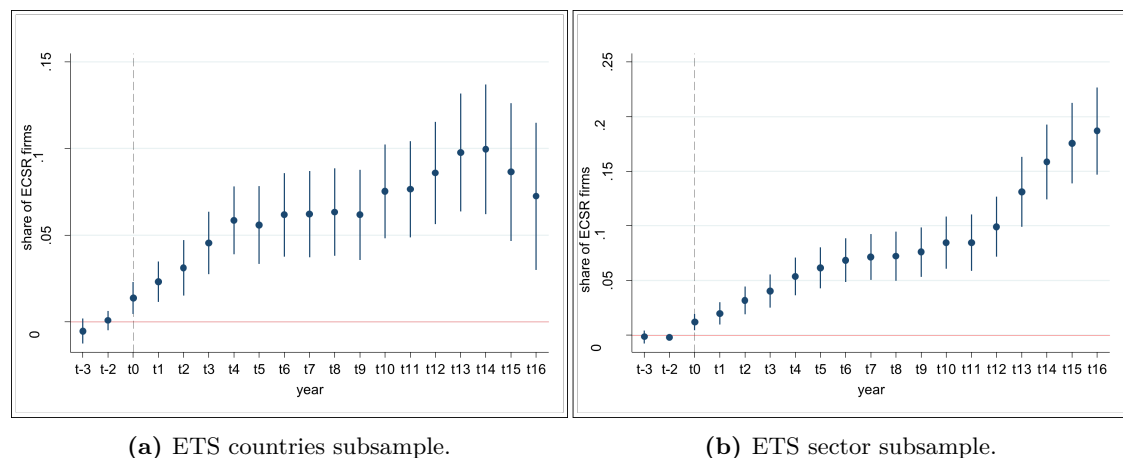 share of ECSR firms
0
.05
.1
.15
t-3 t-2 t0 t1 t2 t3 t4 t5 t6 t7 t8 t9 t10 t11 t12 t13 t14 t15 t16
year
(a) ETS countries subsample.
share of ECSR firms
0
.05
.1
.15
.2
.25
t-3 t-2 t0 t1 t2 t3 t4 t5 t6 t7 t8 t9 t10 t11 t12 t13 t14 t15 t16
year
(b) ETS sector subsample.